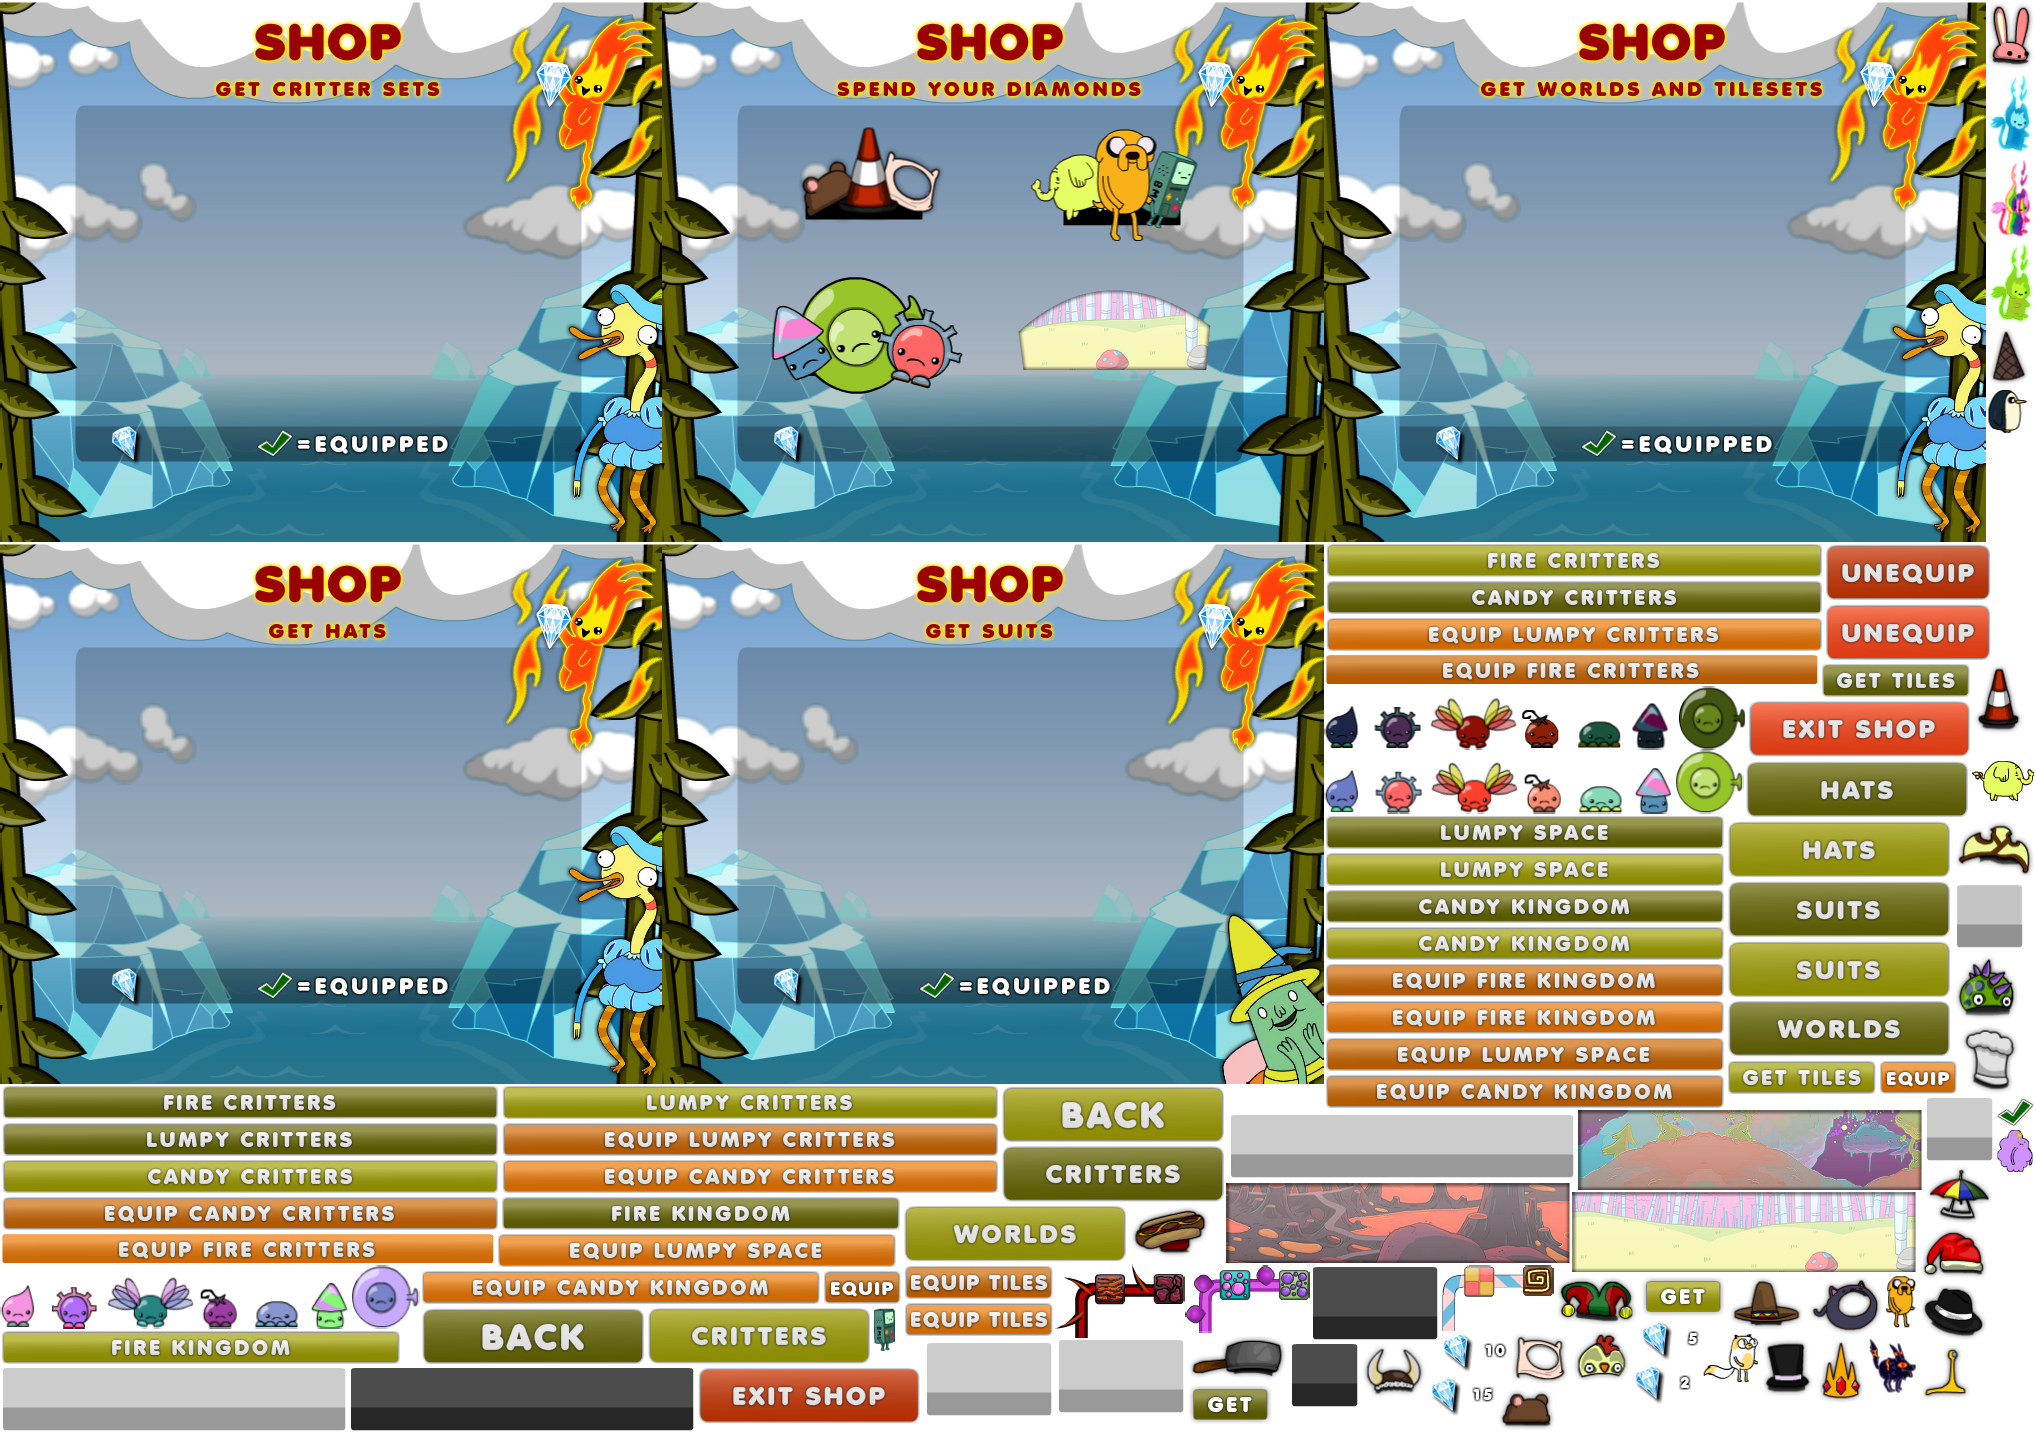 SHOP
GET CRITTER SETS
=EQUIPPED
SHOP
SPEND YOUR DIAMONDS
BMO
SHOP
GET WORLDS AND TILESETS
=EQUIPPED
SHOP
GET HATS
=EQUIPPED
SHOP
GET SUITS
=EQUIPPED
FIRE CRITTERS
CANDY CRITTERS
EQUIP LUMPY CRITTERS
EQUIP FIRE CRITTERS
UNEQUIP
UNEQUIP
GET TILES
EXIT SHOP
HATS
LUMPY SPACE
LUMPY SPACE
CANDY KINGDOM
CANDY KINGDOM
EQUIP FIRE KINGDOM
EQUIP FIRE KINGDOM
EQUIP LUMPY SPACE
EQUIP CANDY KINGDOM
HATS
SUITS
SUITS
WORLDS
GET TILES
EQUIP
FIRE CRITTERS
LUMPY CRITTERS
CANDY CRITTERS
EQUIP CANDY CRITTERS
EQUIP FIRE CRITTERS
LUMPY CRITTERS
EQUIP LUMPY CRITTERS
EQUIP CANDY CRITTERS
FIRE KINGDOM
EQUIP LUMPY SPACE
BACK
CRITTERS
WORLDS
EQUIP CANDY KINGDOM
EQUIP
EQUIP TILES
EQUIP TILES
FIRE KINGDOM
BACK
CRITTERS
EXIT SHOP
GET
GET
10
15
5
2